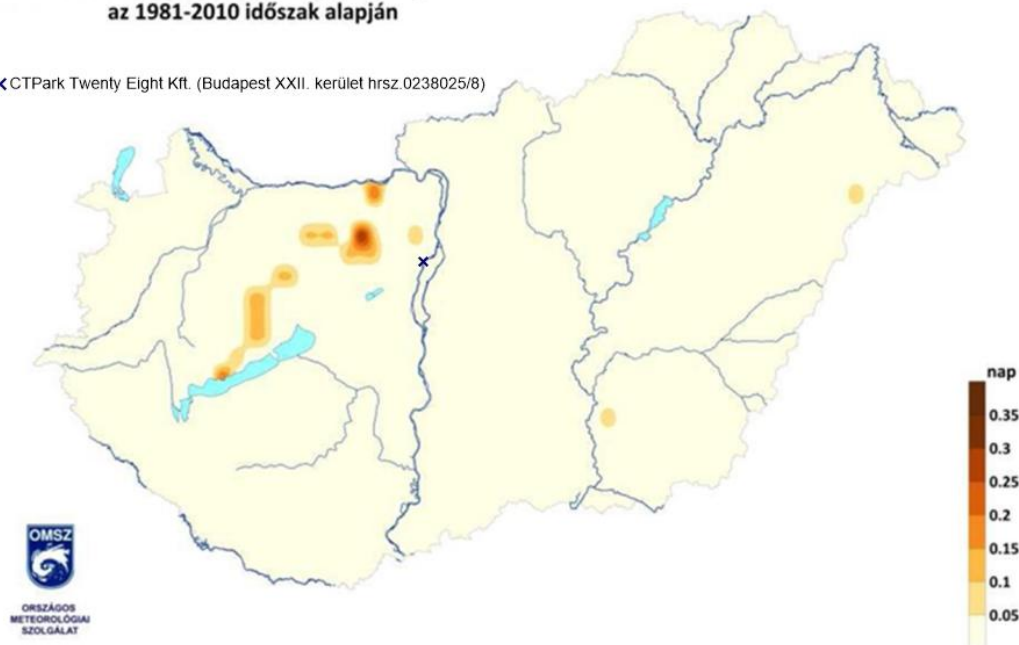 az 1981-2010 időszak alapján
CTPark Twenty Eight Kft. (Budapest XXII. kerület hrsz.0238025/8)
nap
0.35
0.3
0.25
0.2
0.15
0.1
0.05
OMSZ
ORSZÁGOS
METEOROLÓGIAI
SZOLGÁLAT